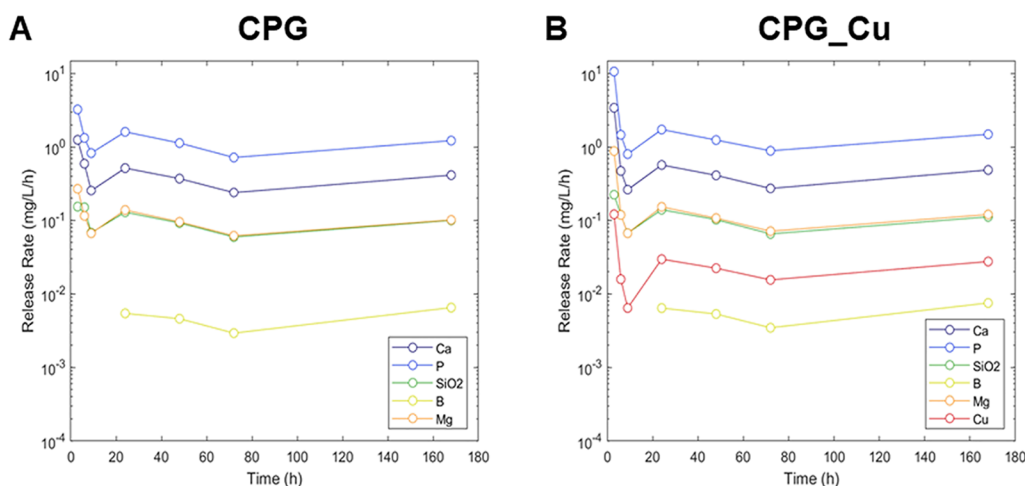 A
CPG
Release Rate (mg/L/h)
10^1
10^0
10^-1
10^-2
10^-3
10^-4
0 20 40 60 80 100 120 140 160 180
Time (h)
Ca
P
SiO2
B
Mg
B
CPG_Cu
Release Rate (mg/L/h)
10^1
10^0
10^-1
10^-2
10^-3
10^-4
0 20 40 60 80 100 120 140 160 180
Time (h)
Ca
P
SiO2
B
Mg
Cu